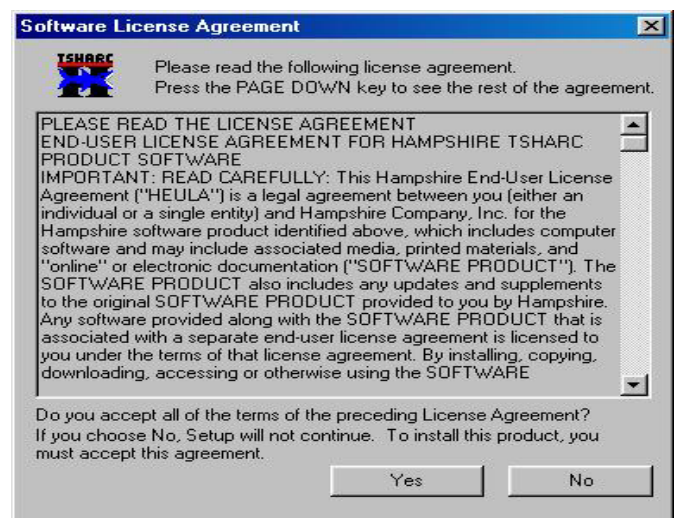 Software License Agreement
TSHARC
Please read the following license agreement.
Press the PAGE DOWN key to see the rest of the agreement.
PLEASE READ THE LICENSE AGREEMENT
END-USER LICENSE AGREEMENT FOR HAMPSHIRE TSHARC
PRODUCT SOFTWARE
IMPORTANT: READ CAREFULLY: This Hampshire End-User License
Agreement ("HEULA") is a legal agreement between you (either an
individual or a single entity) and Hampshire Company, Inc. for the
Hampshire software product identified above, which includes computer
software and may include associated media, printed materials, and
"online" or electronic documentation ("SOFTWARE PRODUCT"). The
SOFTWARE PRODUCT also includes any updates and supplements
to the original SOFTWARE PRODUCT provided to you by Hampshire.
Any software provided along with the SOFTWARE PRODUCT that is
associated with a separate end-user license agreement is licensed to
you under the terms of that license agreement. By installing, copying,
downloading, accessing or otherwise using the SOFTWARE
Do you accept all of the terms of the preceding License Agreement?
If you choose No, Setup will not continue. To install this product, you
must accept this agreement.
Yes
No